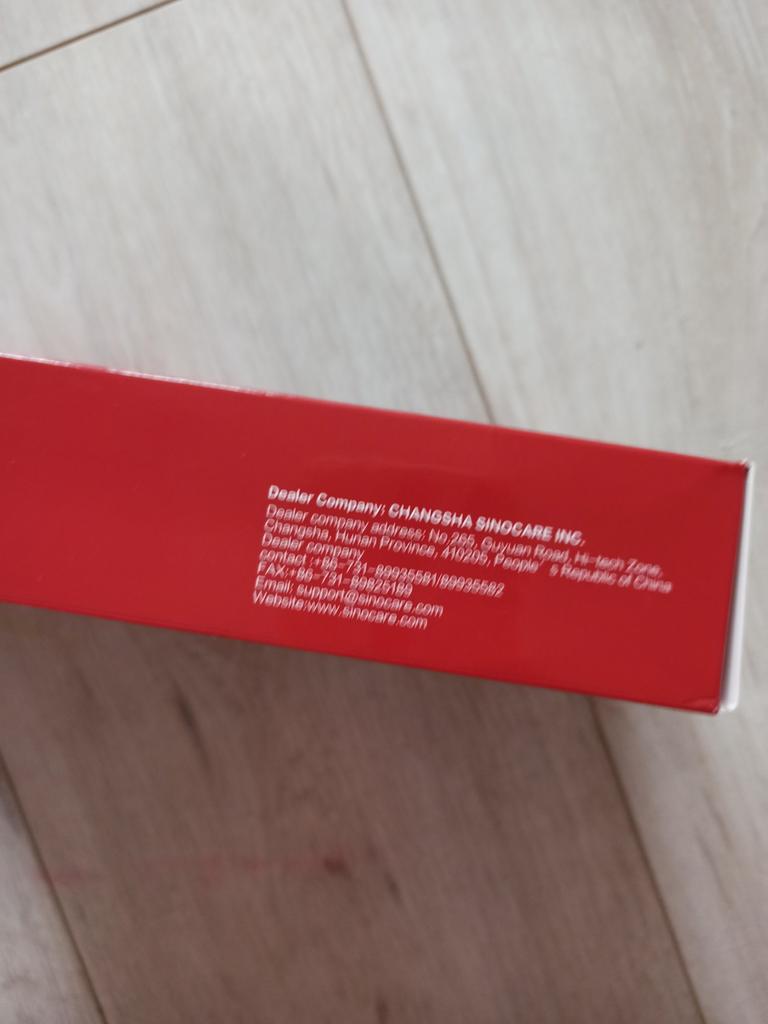 Dealer Company: CHANGSHA SINOCARE INC.
Dealer company address: No.265, Guyuan Road, Hi-tech Zone,
Changsha, Hunan Province, 410205, People' s Republic of China
Dealer company
contact :+86-731-89935581/89935582
FAX:+86-731-89825189
Email: support@sinocare.com
Website:www.sinocare.com